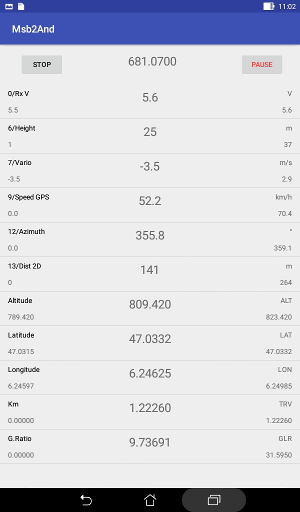 11:02
Msb2And
STOP 681.0700 PAUSE
0/Rx V 5.6 V
5.5 5.6
6/Height 25 m
1 37
7/Vario -3.5 m/s
-3.5 2.9
9/Speed GPS 52.2 km/h
0.0 70.4
12/Azimuth 355.8 °
0.0 359.1
13/Dist 2D 141 m
0 264
Altitude 809.420 ALT
789.420 823.420
Latitude 47.0332 LAT
47.0315 47.0332
Longitude 6.24625 LON
6.24597 6.24985
Km 1.22260 TRV
0.00000 1.22260
G.Ratio 9.73691 GLR
0.00000 31.5950